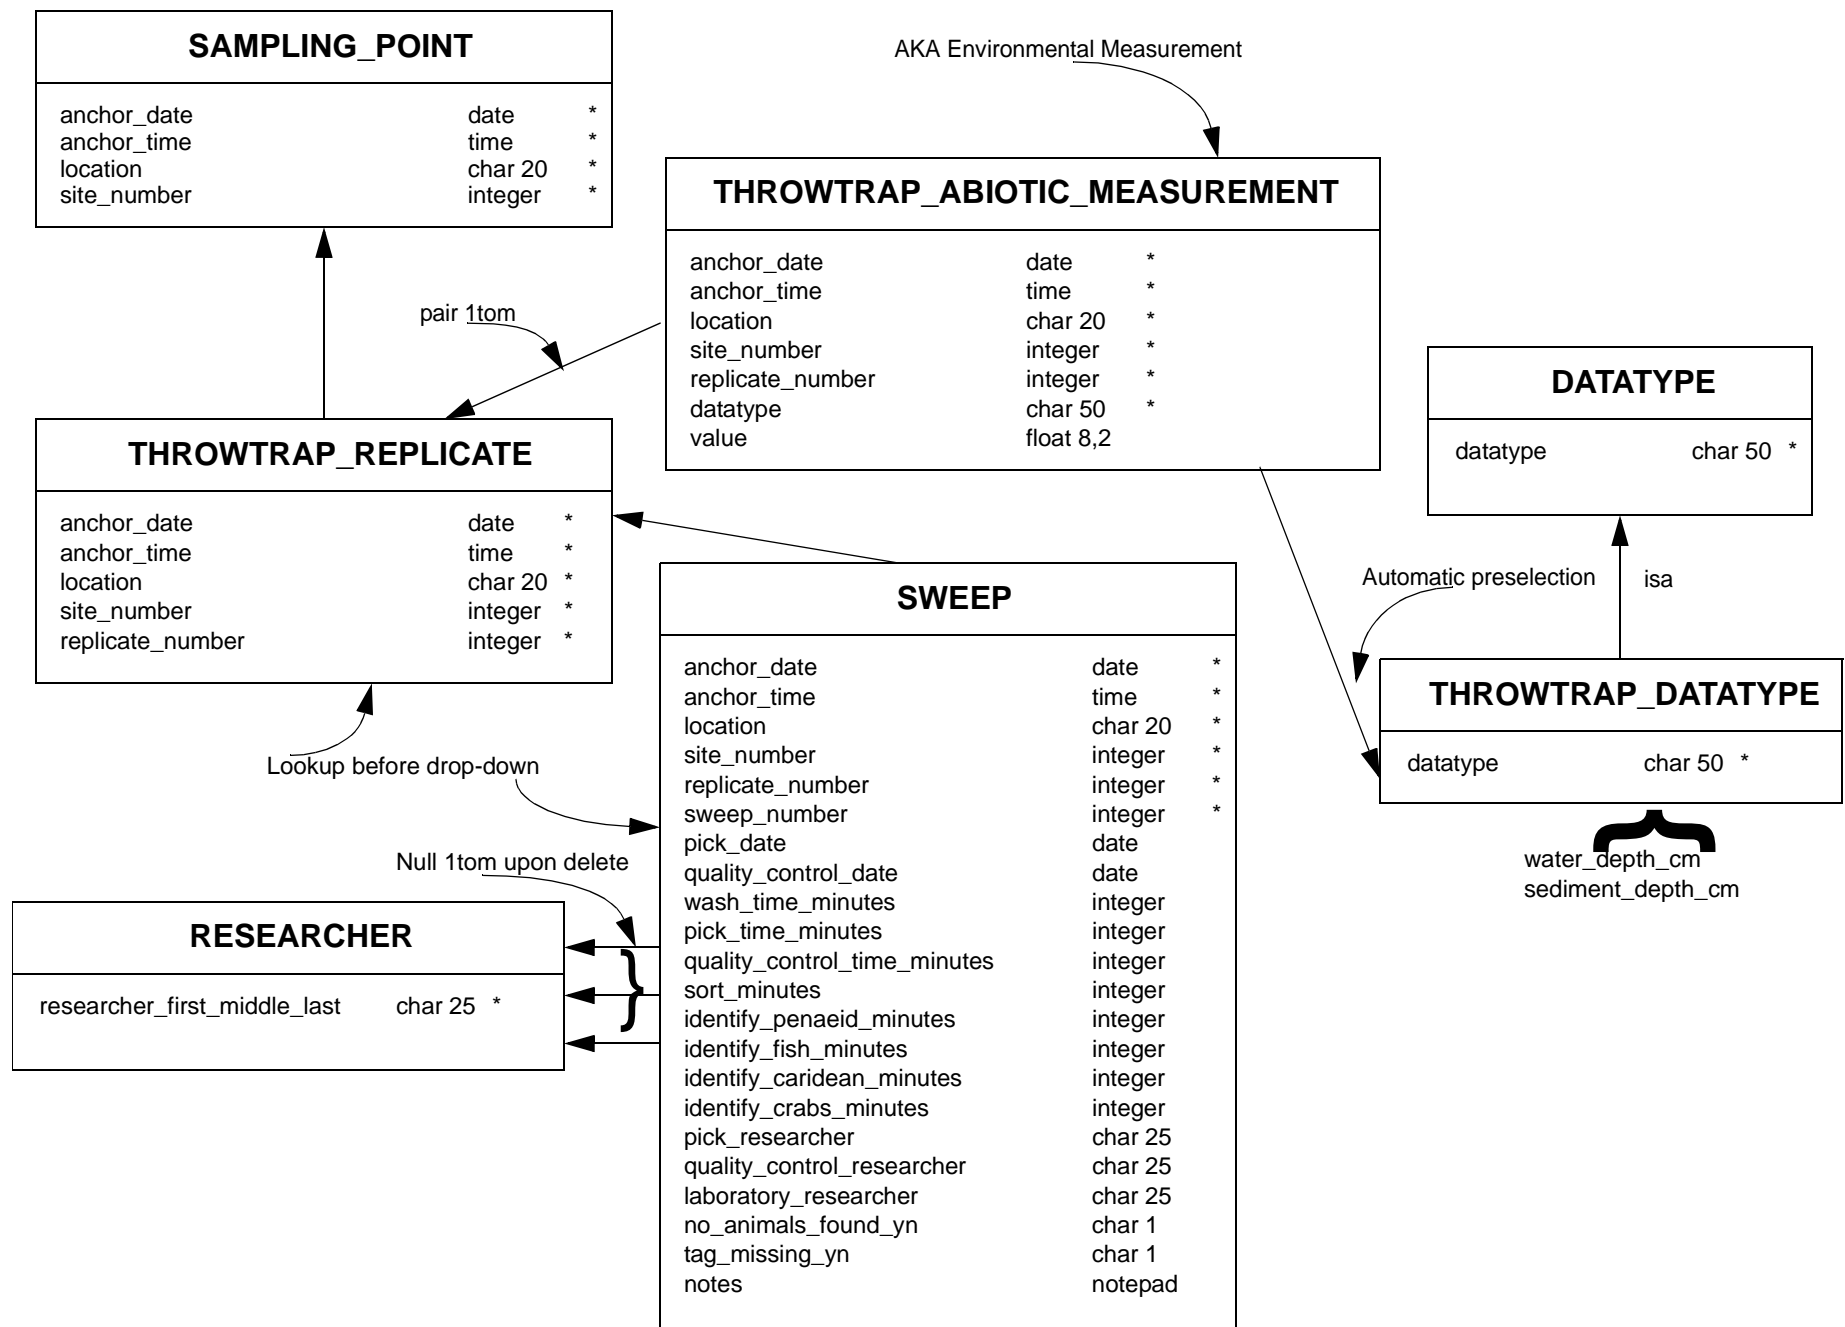 SAMPLING_POINT
anchor_date date *
anchor_time time *
location char 20 *
site_number integer *
AKA Environmental Measurement
THROWTRAP_ABIOTIC_MEASUREMENT
anchor_date date *
anchor_time time *
location char 20 *
site_number integer *
replicate_number integer *
datatype char 50 *
value float 8,2
pair 1tom
DATATYPE
datatype char 50 *
THROWTRAP_REPLICATE
anchor_date date *
anchor_time time *
location char 20 *
site_number integer *
replicate_number integer *
Automatic preselection
isa
THROWTRAP_DATATYPE
datatype char 50 *
}
water_depth_cm
sediment_depth_cm
Lookup before drop-down
SWEEP
anchor_date date *
anchor_time time *
location char 20 *
site_number integer *
replicate_number integer *
sweep_number integer *
pick_date date
quality_control_date date
wash_time_minutes integer
pick_time_minutes integer
quality_control_time_minutes integer
sort_minutes integer
identify_penaeid_minutes integer
identify_fish_minutes integer
identify_caridean_minutes integer
identify_crabs_minutes integer
pick_researcher char 25
quality_control_researcher char 25
laboratory_researcher char 25
no_animals_found_yn char 1
tag_missing_yn char 1
notes notepad
Null 1tom upon delete
}
RESEARCHER
researcher_first_middle_last char 25 *